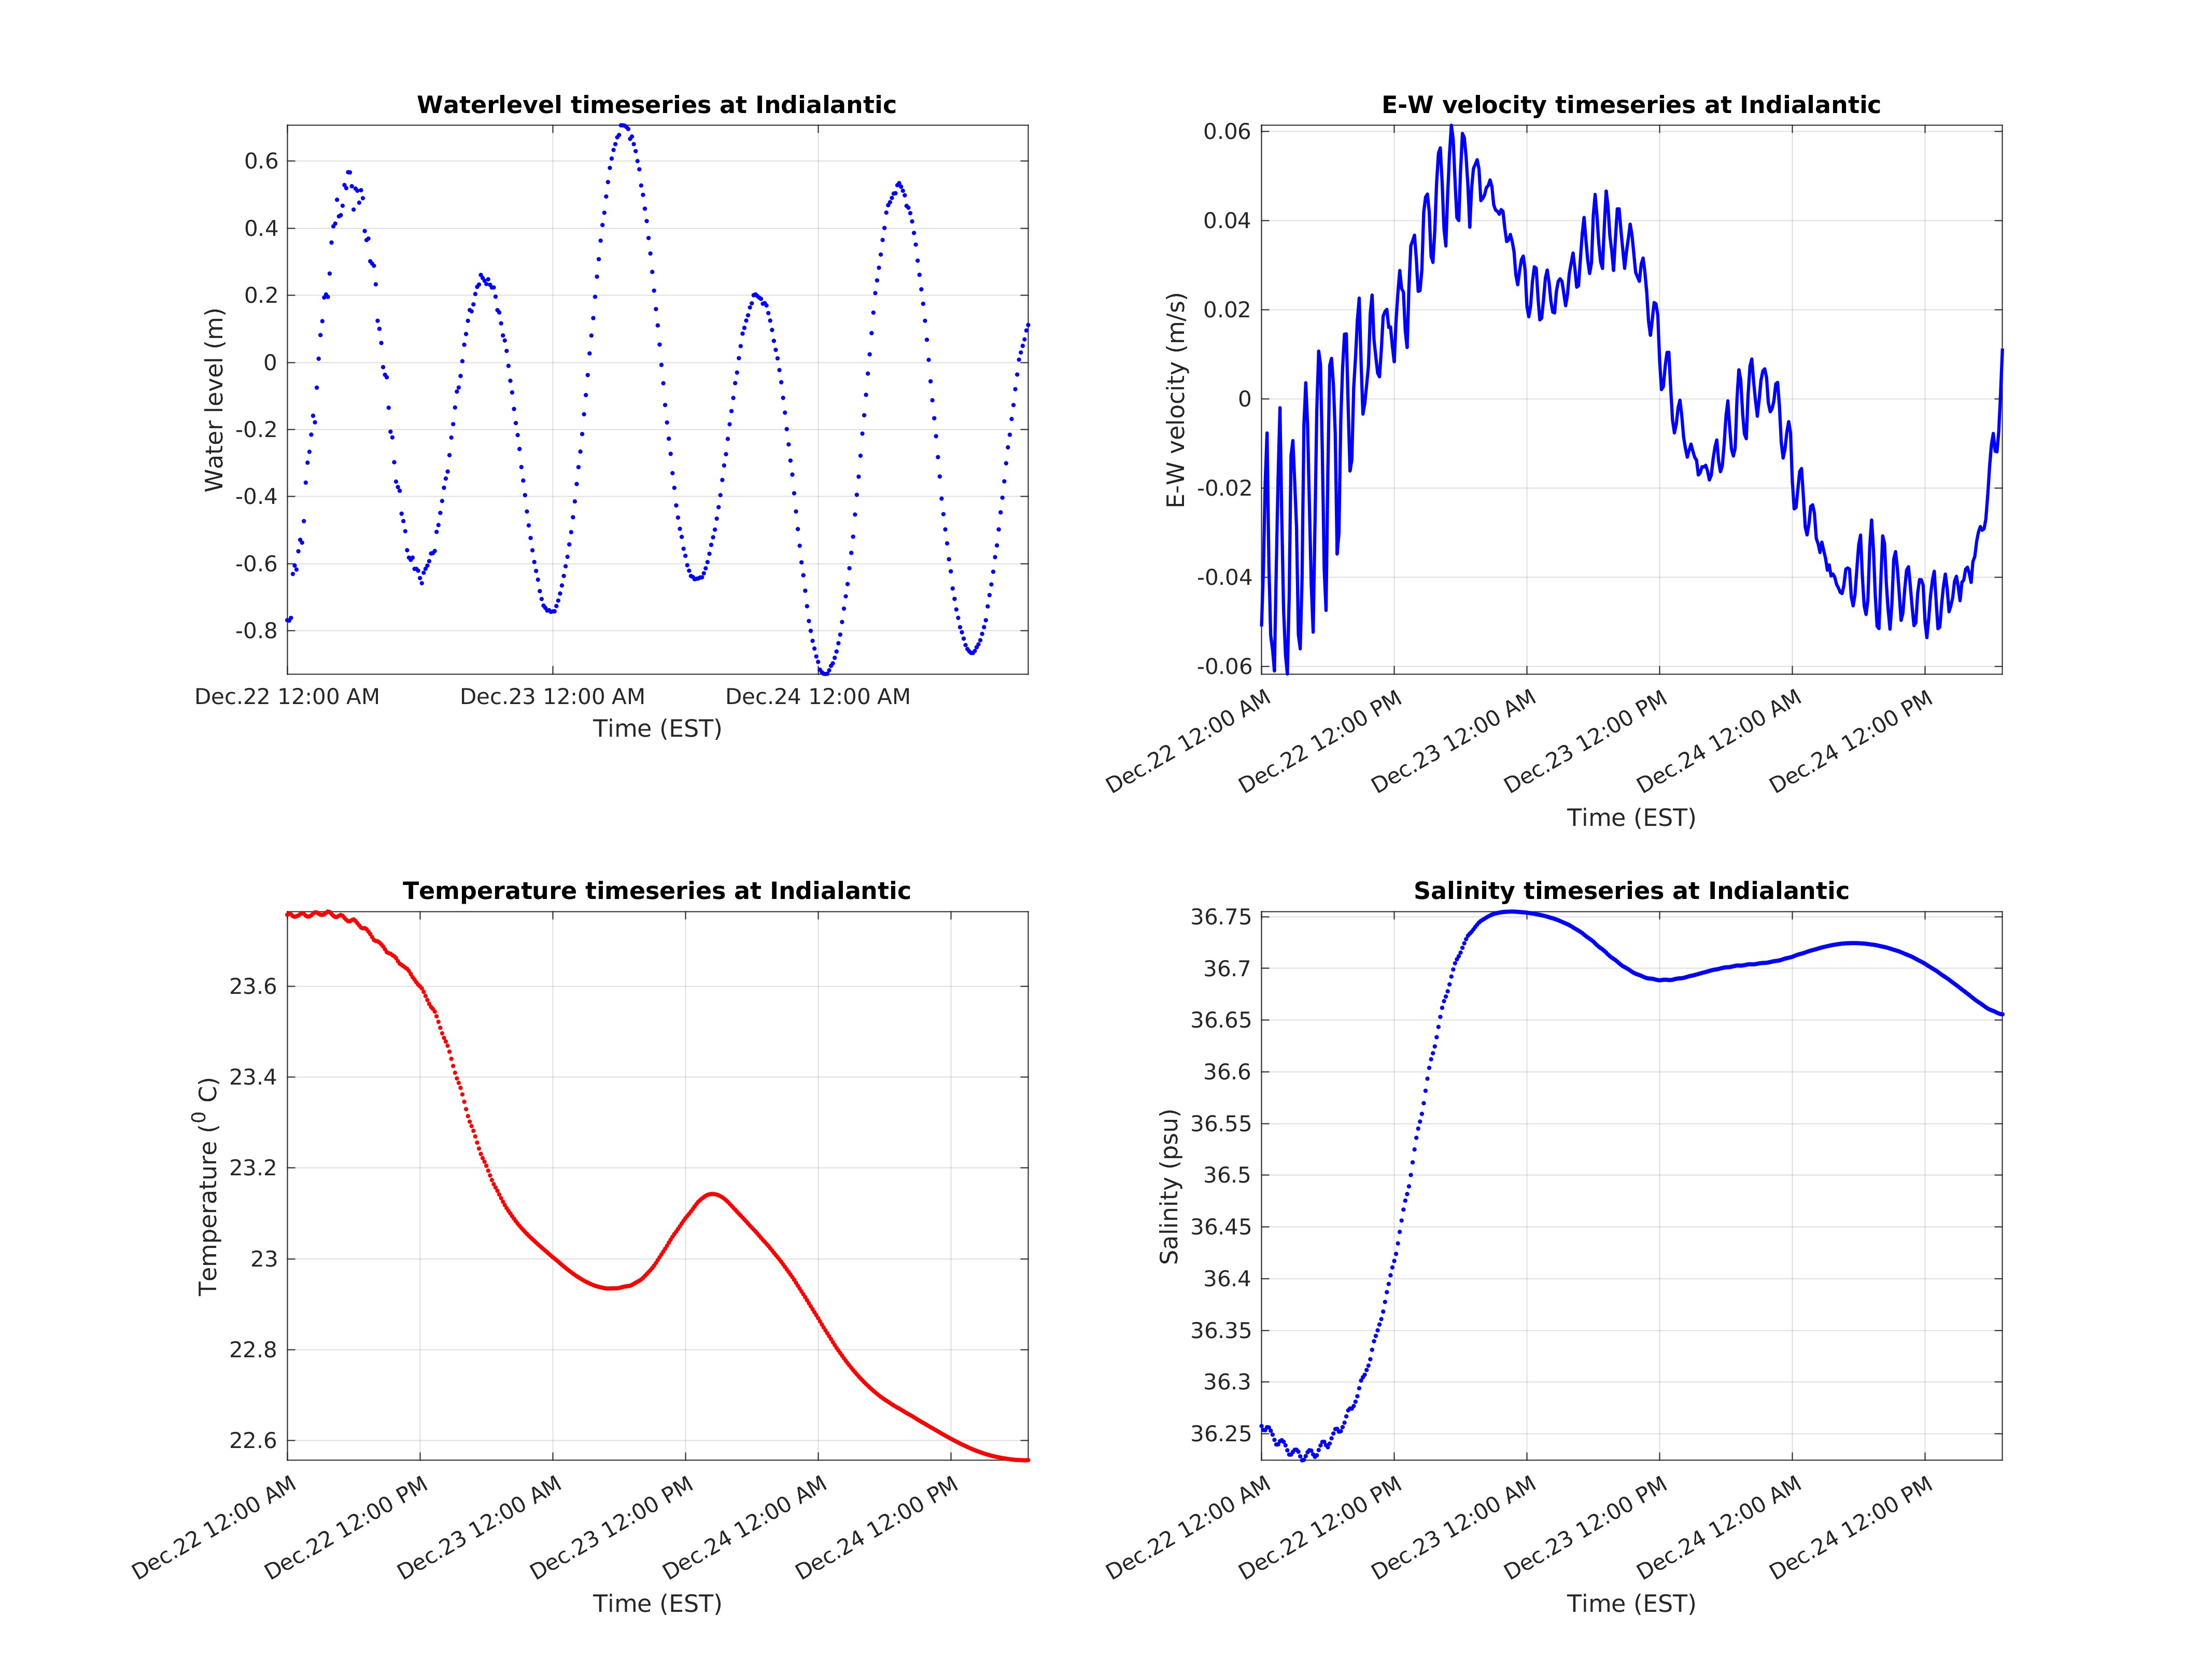 Waterlevel timeseries at Indialantic
0.6
0.4
0.2
0
-0.2
-0.4
-0.6
-0.8
Water level (m)
Dec.22 12:00 AM
Dec.23 12:00 AM
Dec.24 12:00 AM
Time (EST)
E-W velocity timeseries at Indialantic
0.06
0.04
0.02
0
-0.02
-0.04
-0.06
E-W velocity (m/s)
Dec.22 12:00 AM
Dec.22 12:00 PM
Dec.23 12:00 AM
Dec.23 12:00 PM
Dec.24 12:00 AM
Dec.24 12:00 PM
Time (EST)
Temperature timeseries at Indialantic
23.6
23.4
23.2
23
22.8
22.6
Temperature (⁰ C)
Dec.22 12:00 AM
Dec.22 12:00 PM
Dec.23 12:00 AM
Dec.23 12:00 PM
Dec.24 12:00 AM
Dec.24 12:00 PM
Time (EST)
Salinity timeseries at Indialantic
36.75
36.7
36.65
36.6
36.55
36.5
36.45
36.4
36.35
36.3
36.25
Salinity (psu)
Dec.22 12:00 AM
Dec.22 12:00 PM
Dec.23 12:00 AM
Dec.23 12:00 PM
Dec.24 12:00 AM
Dec.24 12:00 PM
Time (EST)